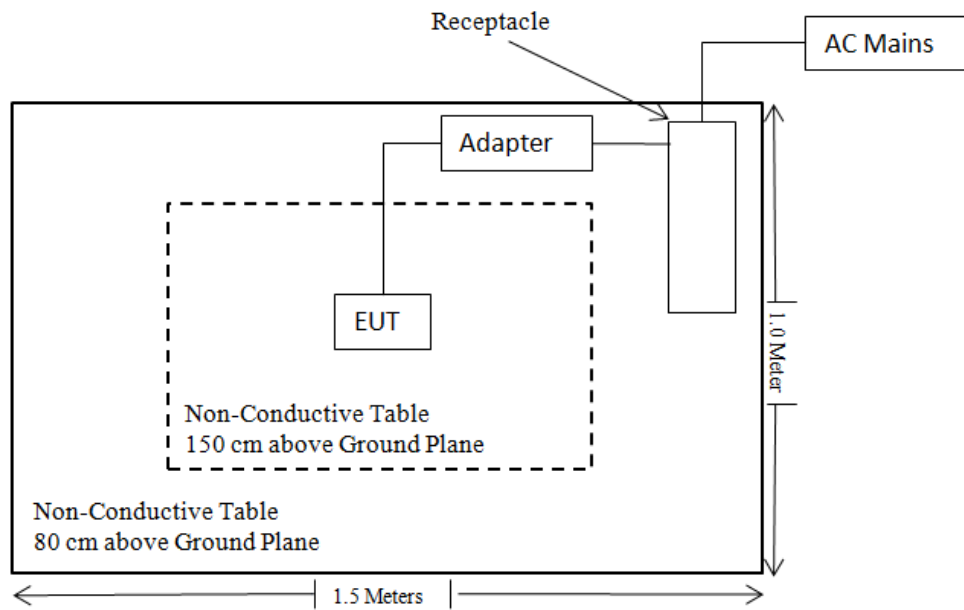 Receptacle
AC Mains
Adapter
EUT
Non-Conductive Table
150 cm above Ground Plane
1.0 Meter
Non-Conductive Table
80 cm above Ground Plane
1.5 Meters